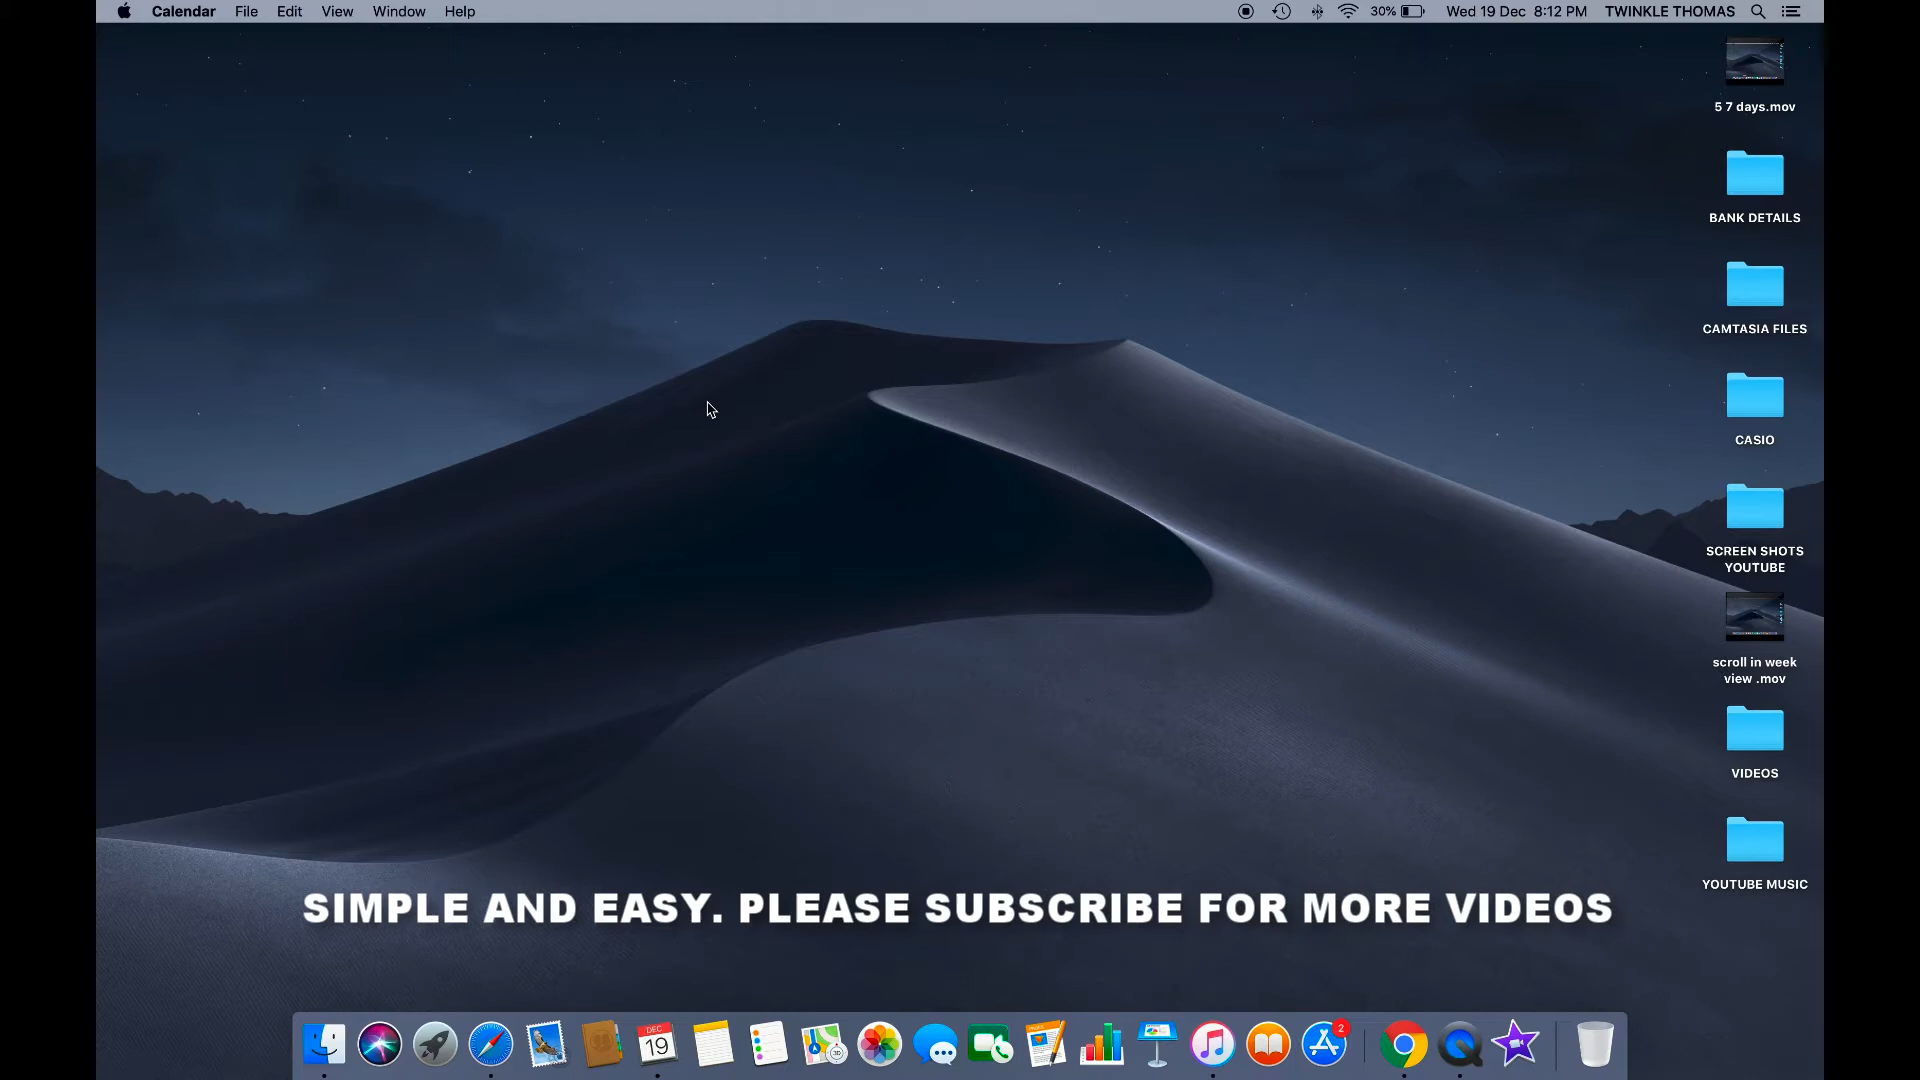 Calendar File Edit View Window Help 30% Wed 19 Dec 8:12 PM TWINKLE THOMAS
5 7 days.mov
BANK DETAILS
CAMTASIA FILES
CASIO
SCREEN SHOTS
YOUTUBE
scroll in week
view .mov
VIDEOS
YOUTUBE MUSIC
SIMPLE AND EASY. PLEASE SUBSCRIBE FOR MORE VIDEOS
DEC
19
PAGES
3D
2